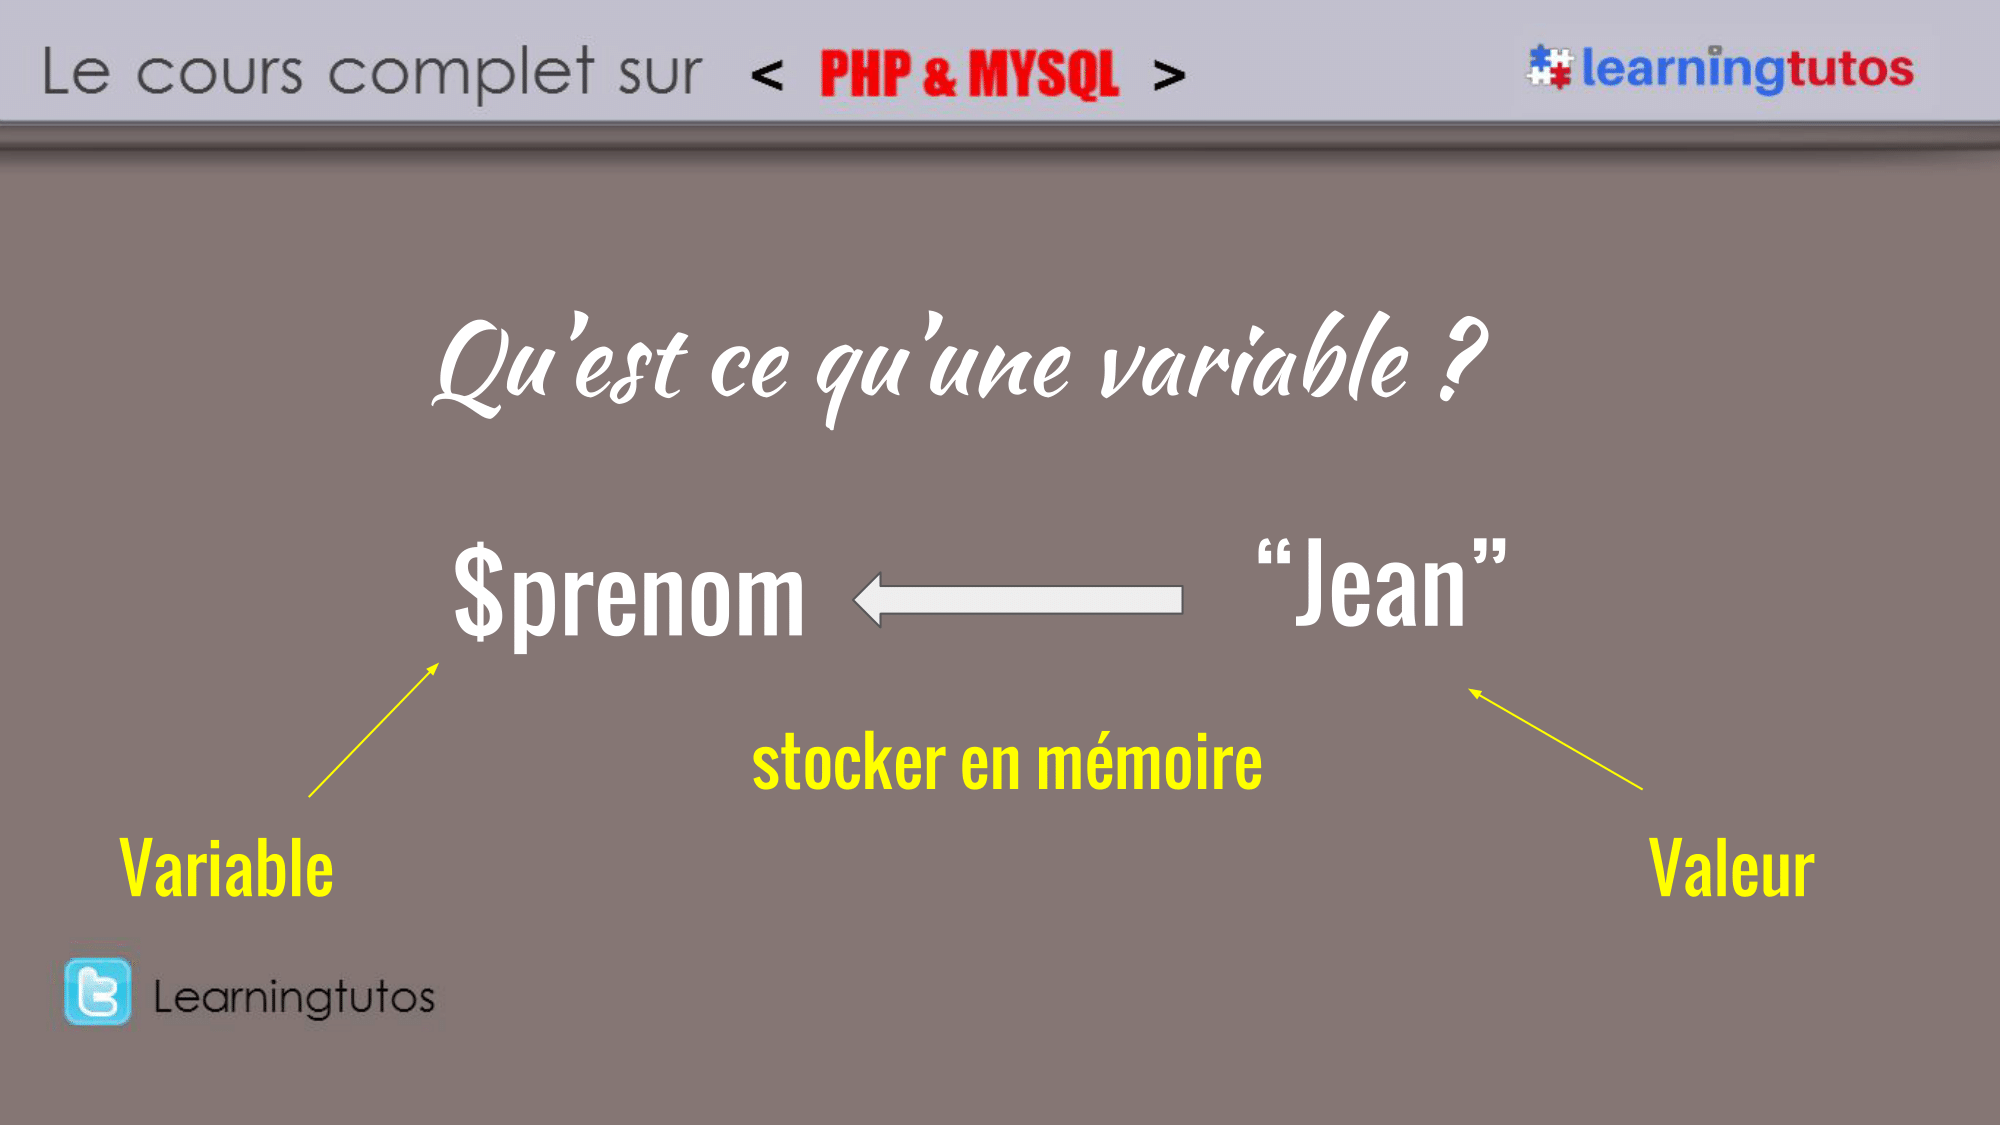 Le cours complet sur < PHP & MYSQL >
learningtutos
Qu’est ce qu’une variable ?
$prenom “Jean”
stocker en mémoire
Variable Valeur
Learningtutos